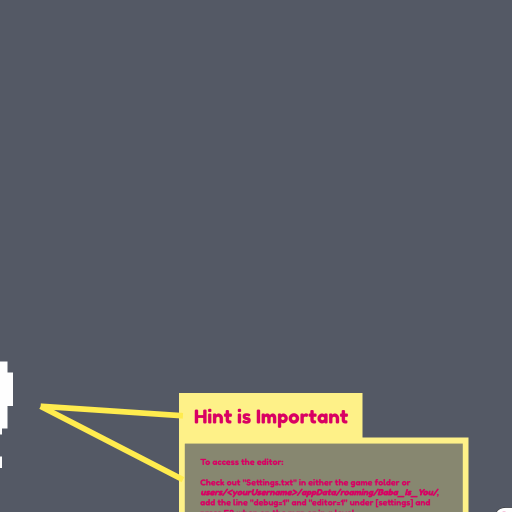 Hint is Important
To access the editor:
Check out "Settings.txt" in either the game folder or
users/<yourUsername>/appData/roaming/Baba_Is_You/,
add the line "debug=1" and "editor=1" under [settings] and